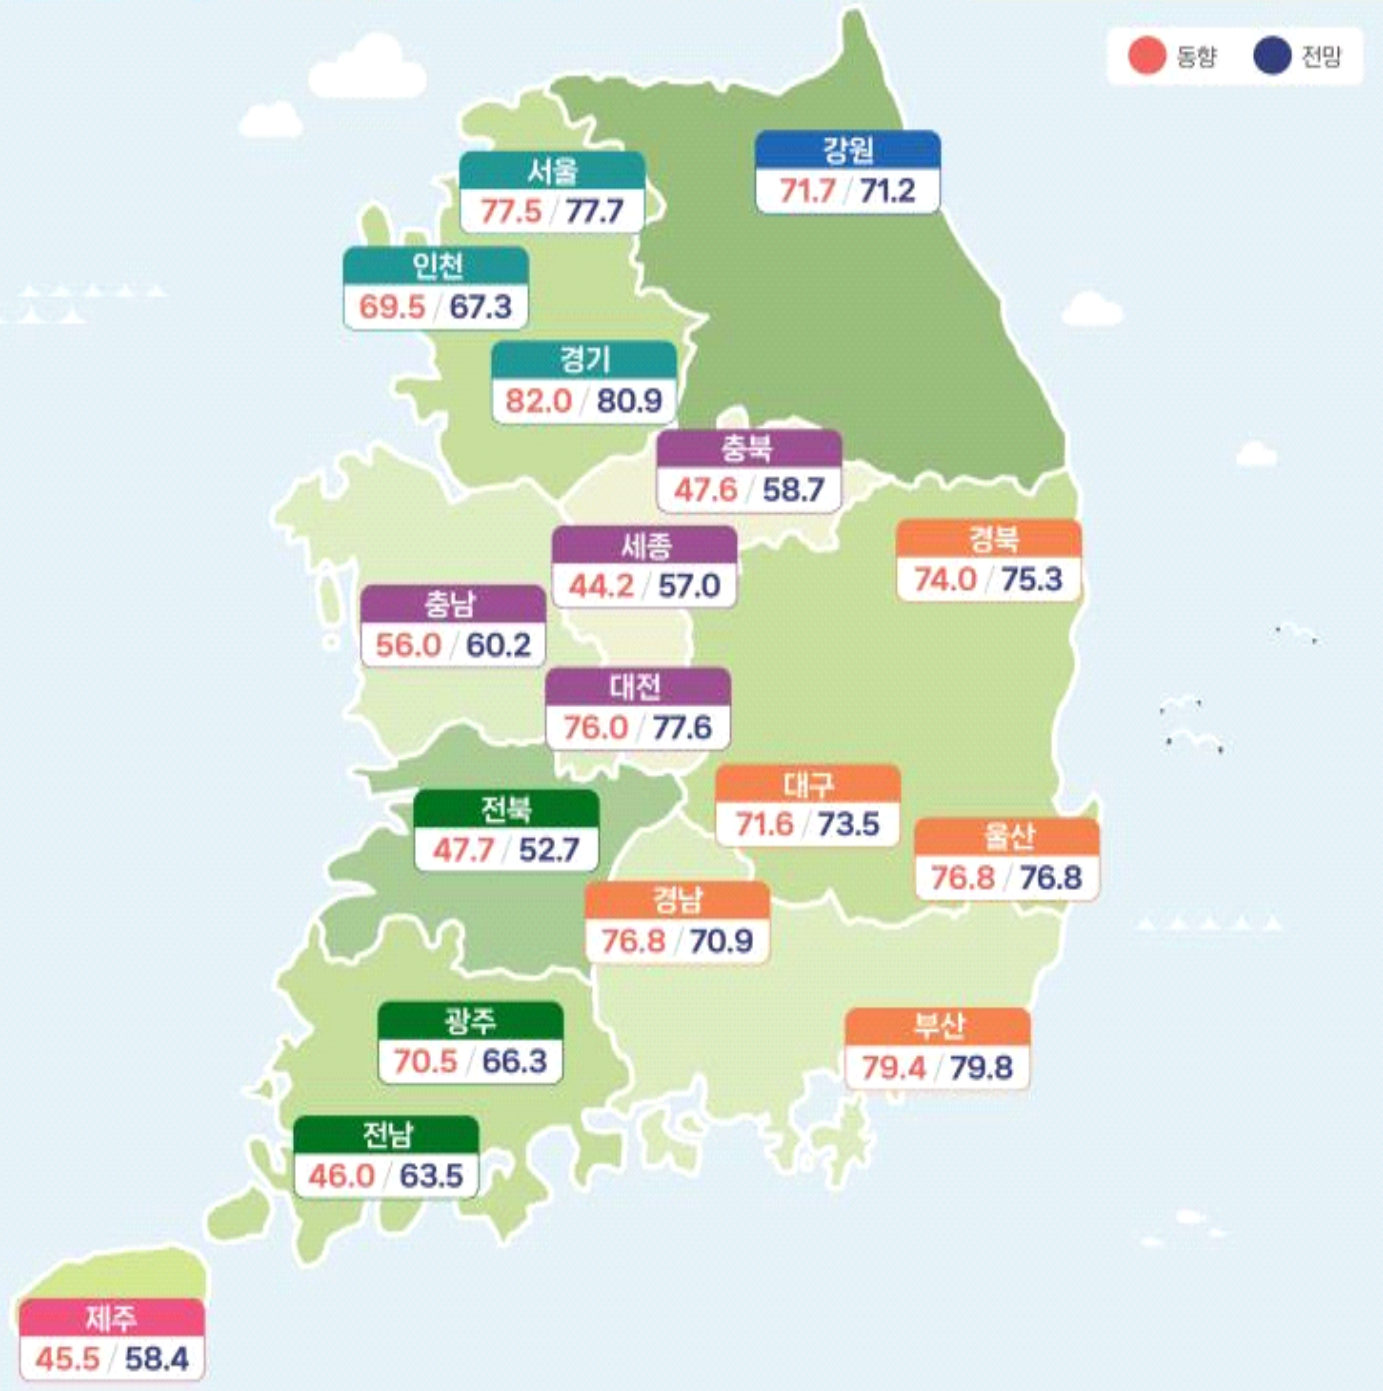 동향 전망
강원
71.7 / 71.2
서울
77.5 / 77.7
인천
69.5 / 67.3
경기
82.0 / 80.9
충북
47.6 / 58.7
세종
44.2 / 57.0
경북
74.0 / 75.3
충남
56.0 / 60.2
대전
76.0 / 77.6
대구
71.6 / 73.5
전북
47.7 / 52.7
울산
76.8 / 76.8
경남
76.8 / 70.9
광주
70.5 / 66.3
부산
79.4 / 79.8
전남
46.0 / 63.5
제주
45.5 / 58.4